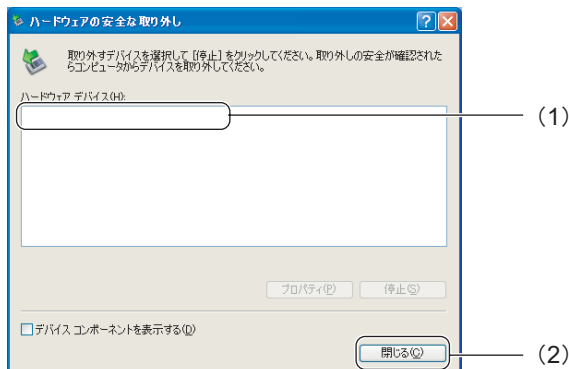 ハードウェアの安全な取り外し
取り外すデバイスを選択して [停止] をクリックしてください。取り外しの安全が確認された
らコンピュータからデバイスを取り外してください。
ハードウェア デバイス(H):
(1)
プロパティ(P) 停止(S)
デバイス コンポーネントを表示する(D)
閉じる(C)
(2)